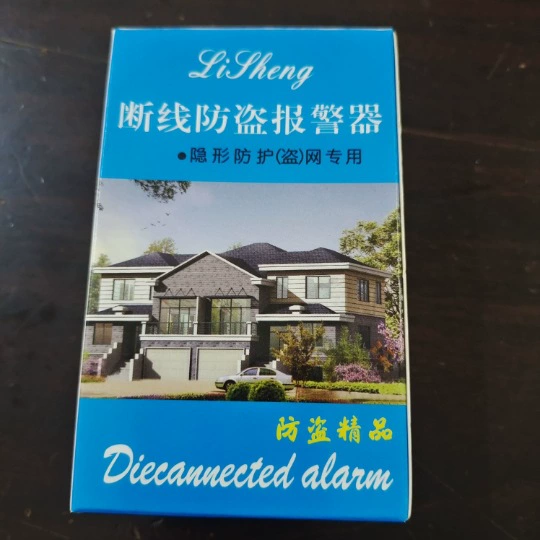 LiSheng
断线防盗报警器
●隐形防护(盗)网专用
防盗精品
Diecannected alarm